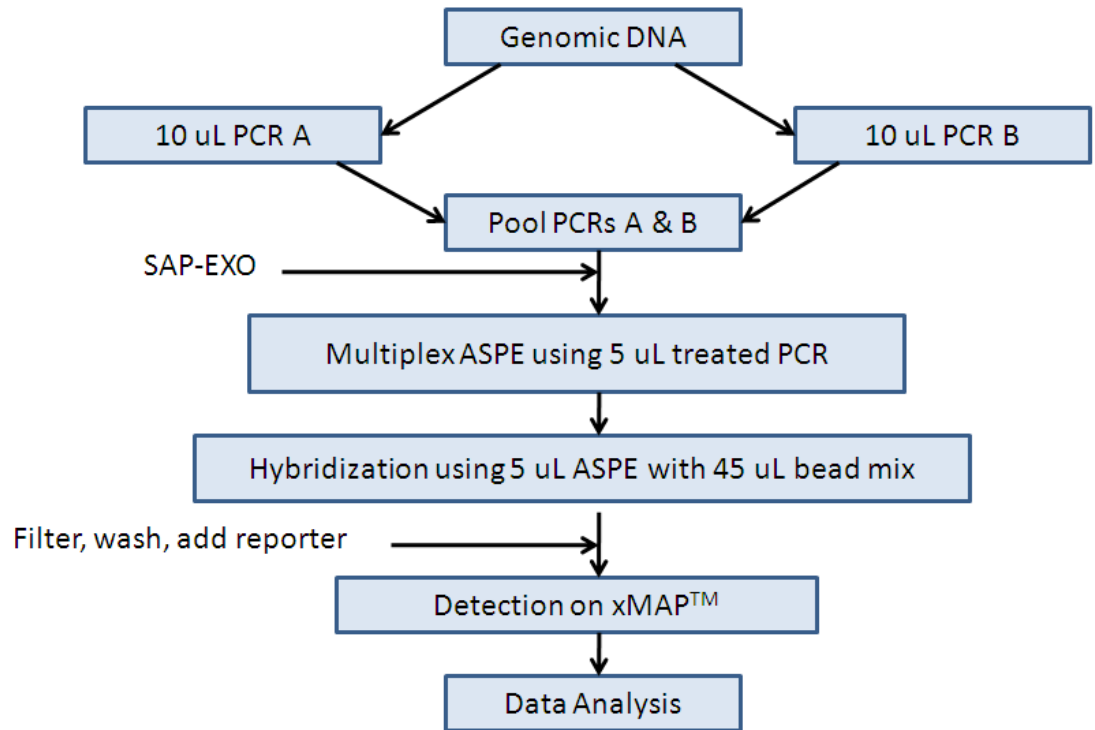 Genomic DNA
10 uL PCR A
10 uL PCR B
Pool PCRs A & B
SAP-EXO
Multiplex ASPE using 5 uL treated PCR
Hybridization using 5 uL ASPE with 45 uL bead mix
Filter, wash, add reporter
Detection on xMAP™
Data Analysis